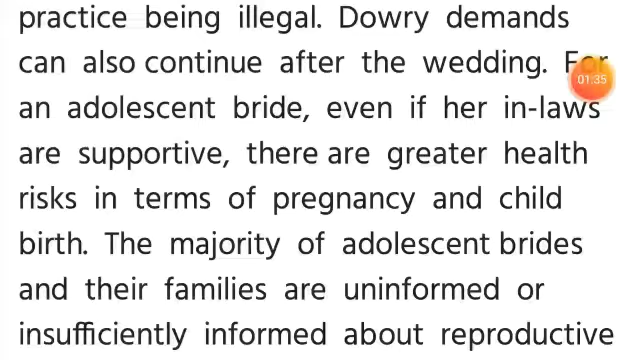 practice being illegal. Dowry demands
can also continue after the wedding. For
01:35
an adolescent bride, even if her in-laws
are supportive, there are greater health
risks in terms of pregnancy and child
birth. The majority of adolescent brides
and their families are uninformed or
insufficiently informed about reproductive